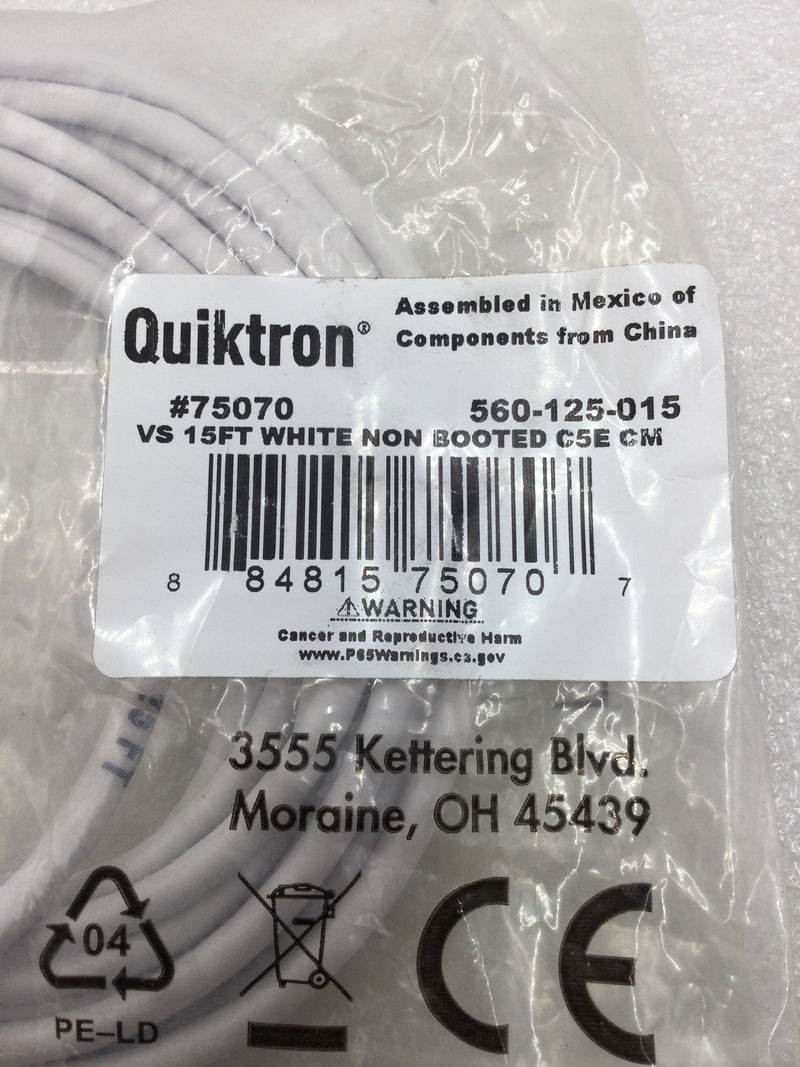 Quiktron®
Assembled in Mexico of
Components from China
#75070 560-125-015
VS 15FT WHITE NON BOOTED C5E CM
8 84815 75070 7
⚠WARNING
Cancer and Reproductive Harm
www.P65Warnings.ca.gov
15 FT
3555 Kettering Blvd.
Moraine, OH 45439
04
PE-LD
CE